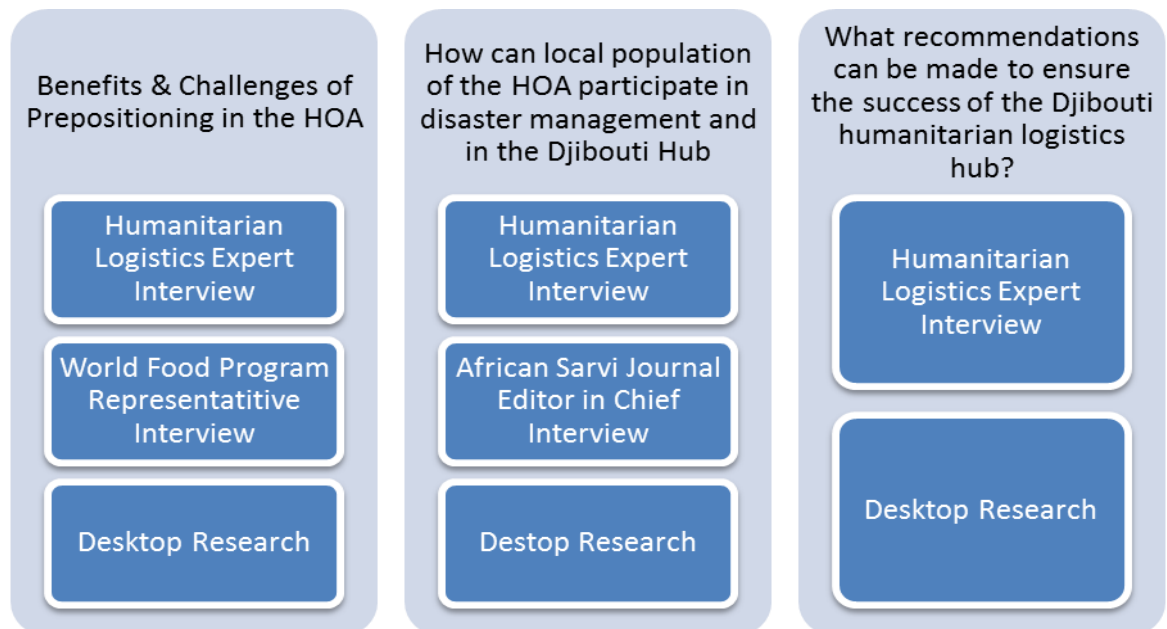 Benefits & Challenges of
Prepositioning in the HOA
Humanitarian
Logistics Expert
Interview
World Food Program
Representatitive
Interview
Desktop Research
How can local population
of the HOA participate in
disaster management and
in the Djibouti Hub
Humanitarian
Logistics Expert
Interview
African Sarvi Journal
Editor in Chief
Interview
Destop Research
What recommendations
can be made to ensure
the success of the Djibouti
humanitarian logistics
hub?
Humanitarian
Logistics Expert
Interview
Desktop Research